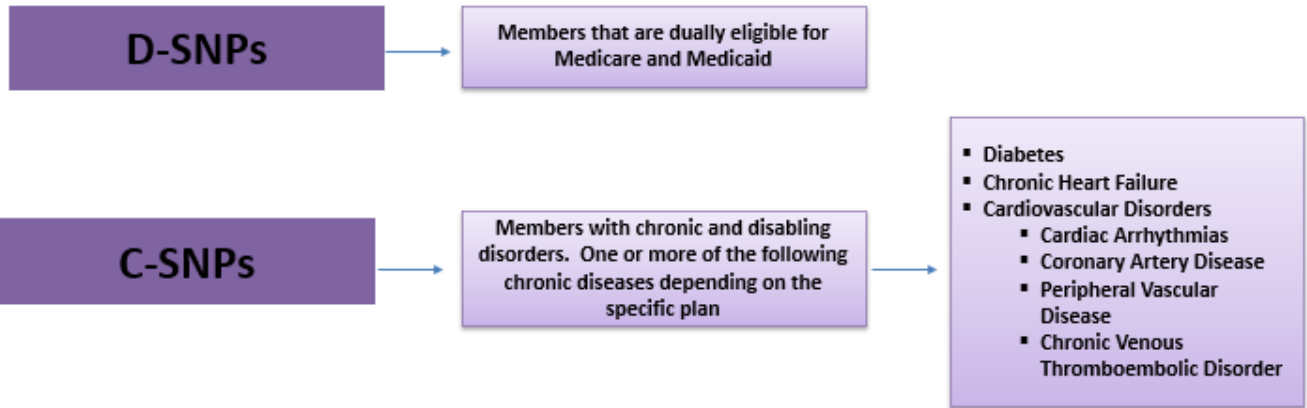 D-SNPs
Members that are dually eligible for
Medicare and Medicaid
C-SNPs
Members with chronic and disabling
disorders.  One or more of the following
chronic diseases depending on the
specific plan
▪ Diabetes
▪ Chronic Heart Failure
▪ Cardiovascular Disorders
▪ Cardiac Arrhythmias
▪ Coronary Artery Disease
▪ Peripheral Vascular
Disease
▪ Chronic Venous
Thromboembolic Disorder